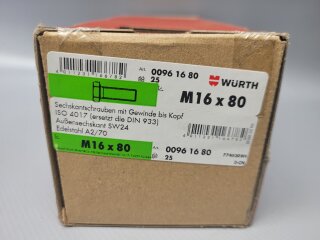 Art. 0096 16 80
25
WÜRTH
M16 x 80
Sechskantschrauben mit Gewinde bis Kopf
ISO 4017 (ersetzt die DIN 933)
Außensechskant SW24
Edelstahl A2/70
M16 x 80
Art. 0096 16 80
25